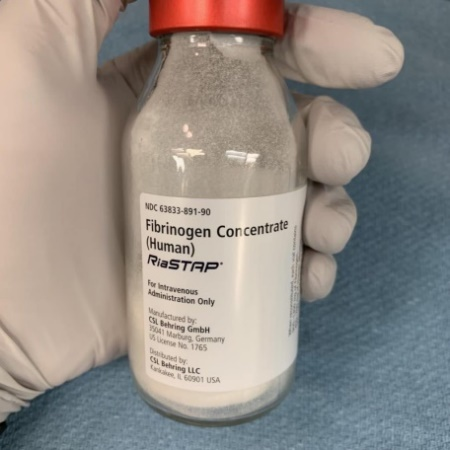 NDC 63833-891-90
Fibrinogen Concentrate
(Human)
RiaSTAP®
For Intravenous
Administration Only
Manufactured by:
CSL Behring GmbH
35041 Marburg, Germany
US License No. 1765
Distributed by:
CSL Behring LLC
Kankakee, IL 60901 USA